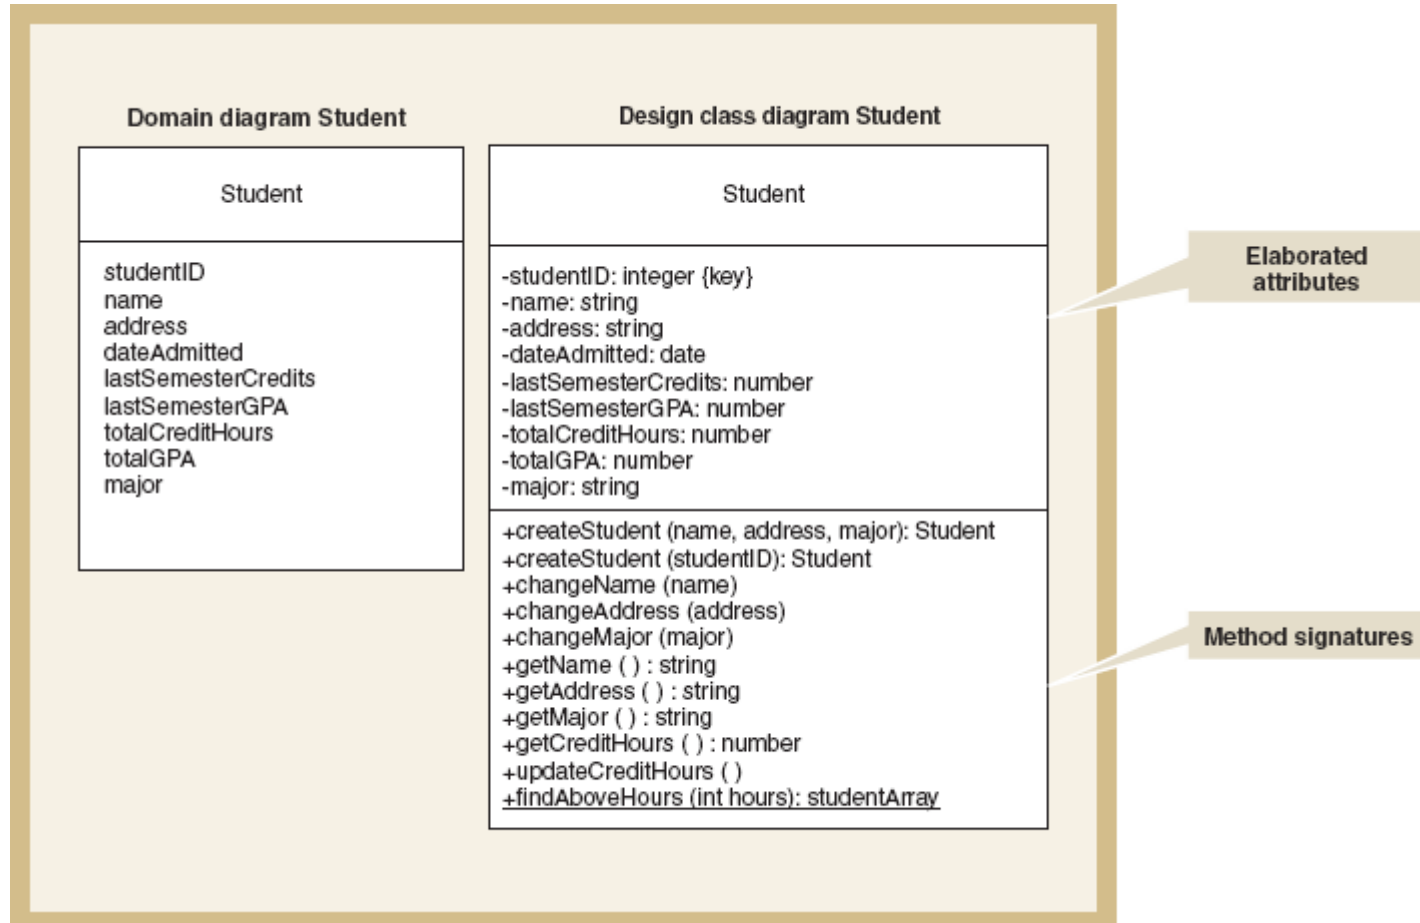 Domain diagram Student
Student
studentID
name
address
dateAdmitted
lastSemesterCredits
lastSemesterGPA
totalCreditHours
totalGPA
major
Design class diagram Student
Student
-studentID: integer {key}
-name: string
-address: string
-dateAdmitted: date
-lastSemesterCredits: number
-lastSemesterGPA: number
-totalCreditHours: number
-totalGPA: number
-major: string
+createStudent (name, address, major): Student
+createStudent (studentID): Student
+changeName (name)
+changeAddress (address)
+changeMajor (major)
+getName ( ) : string
+getAddress ( ) : string
+getMajor ( ) : string
+getCreditHours ( ) : number
+updateCreditHours ( )
+findAboveHours (int hours): studentArray
Elaborated
attributes
Method signatures